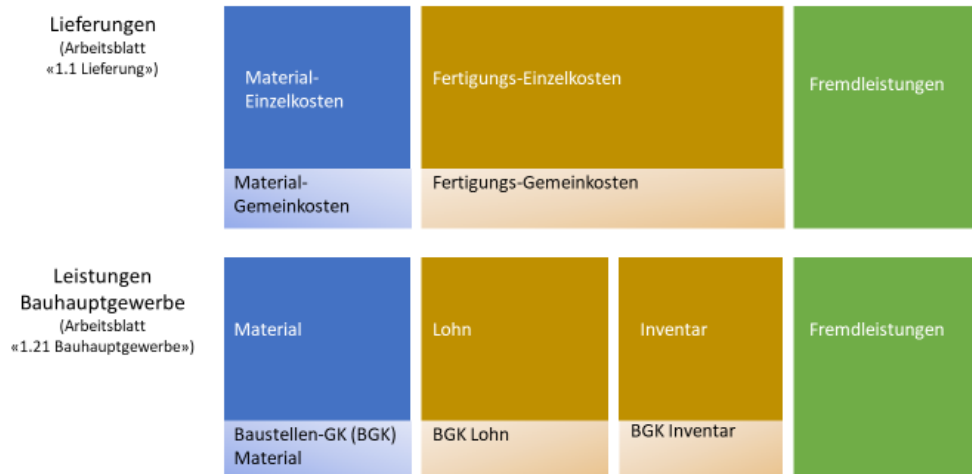 Lieferungen
(Arbeitsblatt
«1.1 Lieferung»)
Material-
Einzelkosten
Fertigungs-Einzelkosten
Fremdleistungen
Material-
Gemeinkosten
Fertigungs-Gemeinkosten
Leistungen
Bauhauptgewerbe
(Arbeitsblatt
«1.21 Bauhauptgewerbe»)
Material
Lohn
Inventar
Fremdleistungen
Baustellen-GK (BGK)
Material
BGK Lohn
BGK Inventar